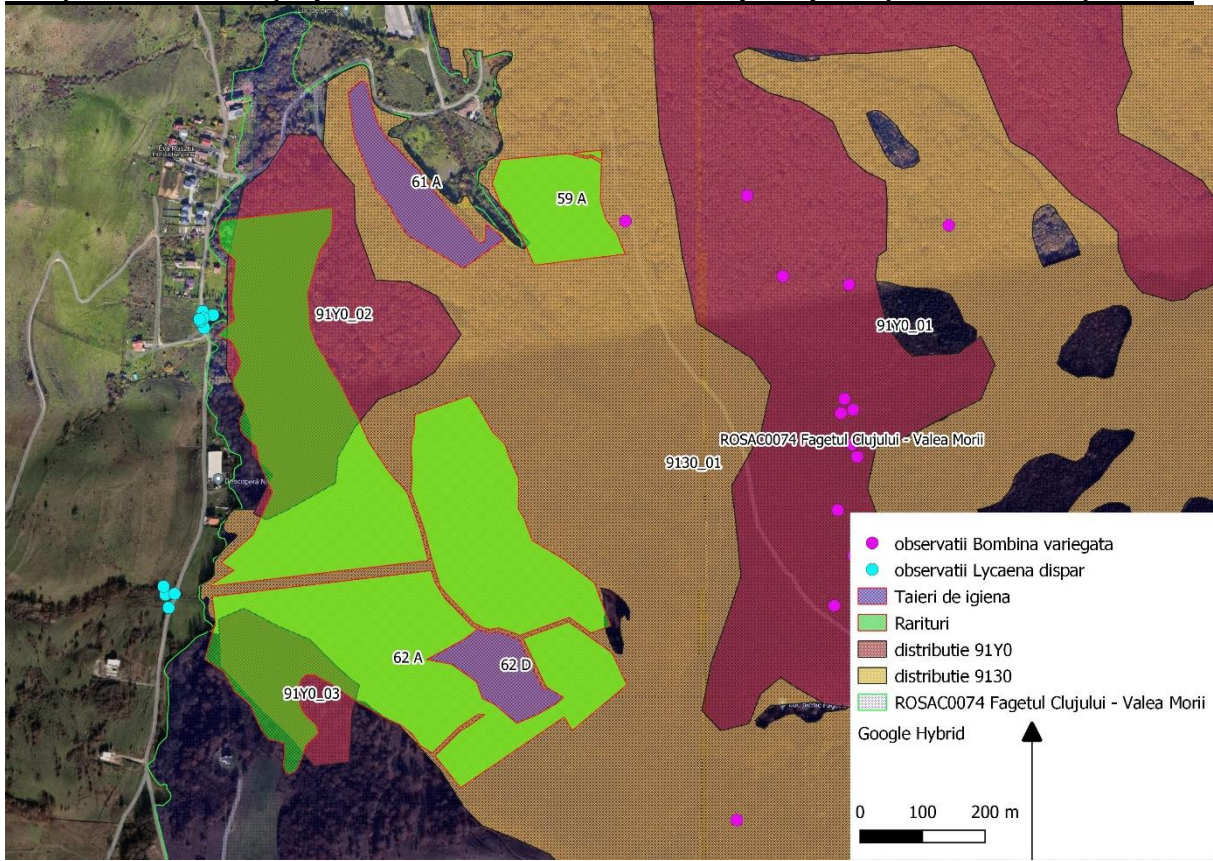 61 A
59 A
91Y0_02
91Y0_01
ROSAC0074 Fagetul Clujului - Valea Morii
9130_01
62 A
62 D
91Y0_03
observatii Bombina variegata
observatii Lycaena dispar
Taieri de igiena
Rarituri
distributie 91Y0
distributie 9130
ROSAC0074 Fagetul Clujului - Valea Morii
Google Hybrid
0 100 200 m